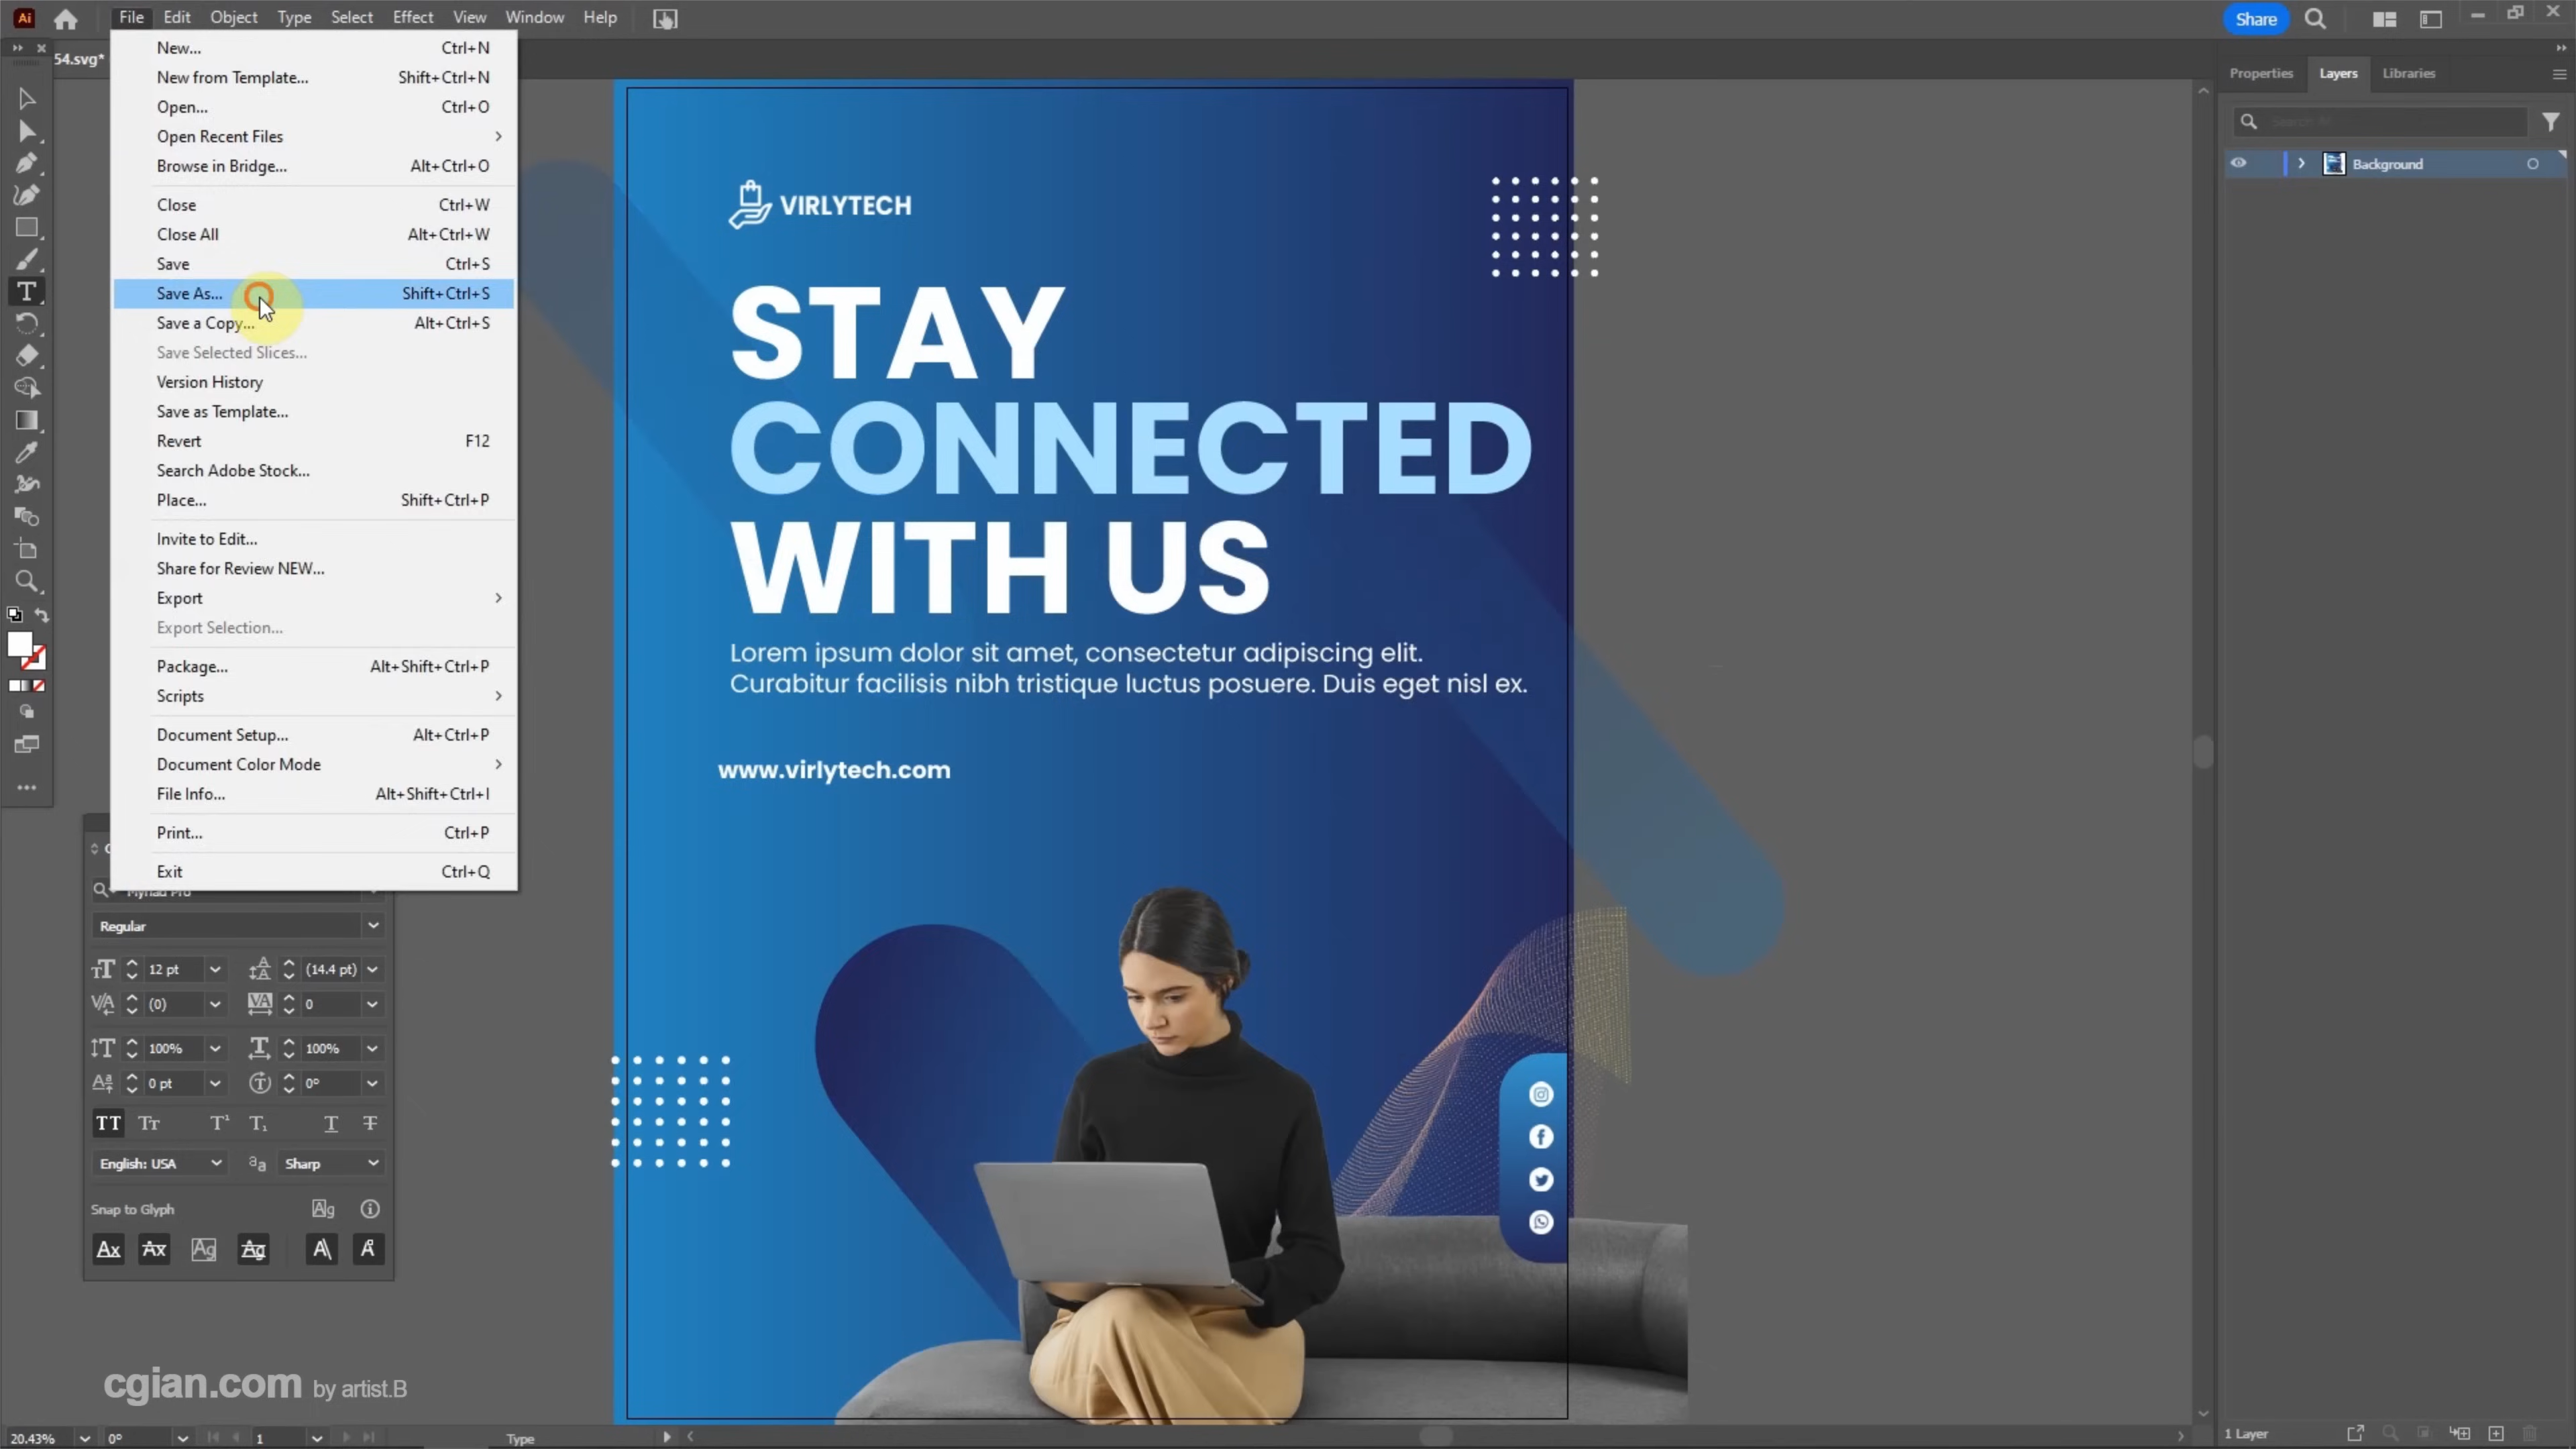 Ai
File Edit Object Type Select Effect View Window Help
Share
54.svg*
New... Ctrl+N
New from Template... Shift+Ctrl+N
Open... Ctrl+O
Open Recent Files
Browse in Bridge... Alt+Ctrl+O
Close Ctrl+W
Close All Alt+Ctrl+W
Save Ctrl+S
Save As... Shift+Ctrl+S
Save a Copy... Alt+Ctrl+S
Save Selected Slices...
Version History
Save as Template...
Revert F12
Search Adobe Stock...
Place... Shift+Ctrl+P
Invite to Edit...
Share for Review NEW...
Export
Export Selection...
Package... Alt+Shift+Ctrl+P
Scripts
Document Setup... Alt+Ctrl+P
Document Color Mode
File Info... Alt+Shift+Ctrl+I
Print... Ctrl+P
Exit Ctrl+Q
Myriad Pro
Regular
12 pt (14.4 pt)
(0) 0
100% 100%
0 pt 0°
English: USA Sharp
Snap to Glyph
VIRLYTECH
STAY
CONNECTED
WITH US
Lorem ipsum dolor sit amet, consectetur adipiscing elit.
Curabitur facilisis nibh tristique luctus posuere. Duis eget nisl ex.
www.virlytech.com
Properties Layers Libraries
Background
cgian.com by artist.B
20.43% 0° 1 Type
1 Layer